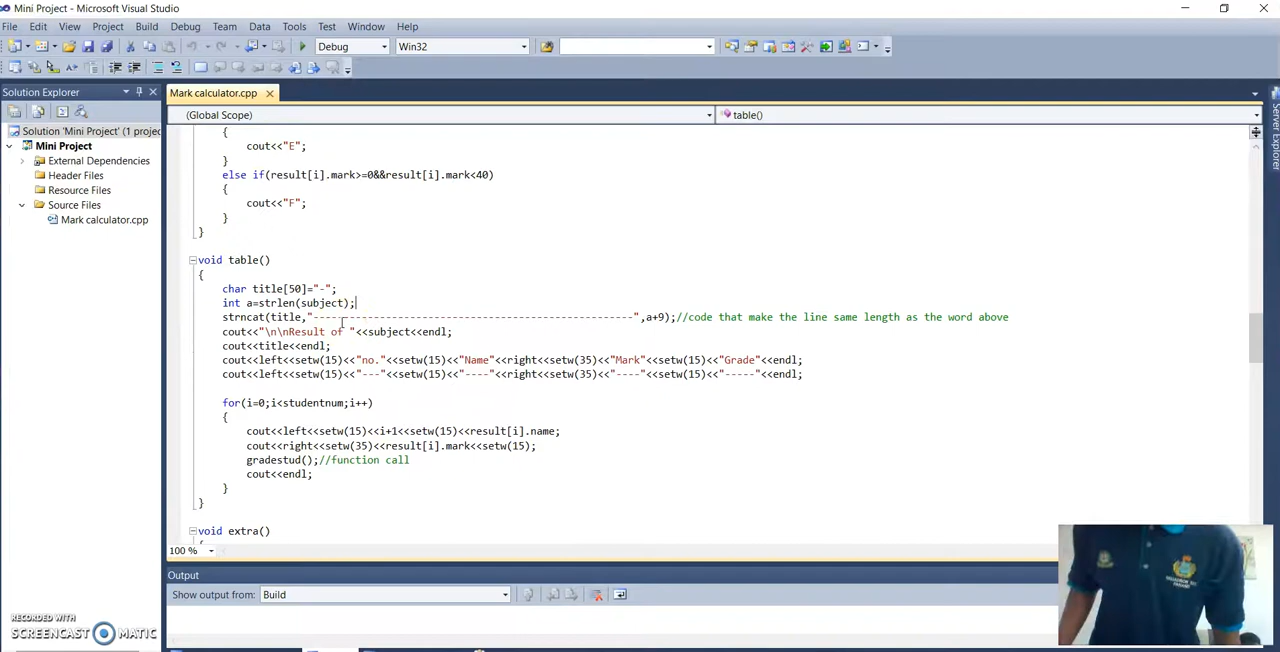 Mini Project - Microsoft Visual Studio
File Edit View Project Build Debug Team Tools Data Test Window Help
Debug Win32
Solution Explorer
Mark calculator.cpp
(Global Scope) table()
Solution 'Mini Project' (1 projec
Mini Project
External Dependencies
Header Files
Resource Files
Source Files
Mark calculator.cpp
{
cout<<"E";
}
else if(result[i].mark>=0&&result[i].mark<40)
{
cout<<"F";
}
}
void table()
{
char title[50]="-";
int a=strlen(subject);
strncat(title,"-----------------------------------------------------",a+9);//code that make the line same length as the word above
cout<<"\n\nResult of "<<subject<<endl;
cout<<title<<endl;
cout<<left<<setw(15)<<"no."<<setw(15)<<"Name"<<right<<setw(35)<<"Mark"<<setw(15)<<"Grade"<<endl;
cout<<left<<setw(15)<<"---"<<setw(15)<<"----"<<right<<setw(35)<<"----"<<setw(15)<<"-----"<<endl;
for(i=0;i<studentnum;i++)
{
cout<<left<<setw(15)<<i+1<<setw(15)<<result[i].name;
cout<<right<<setw(35)<<result[i].mark<<setw(15);
gradestud();//function call
cout<<endl;
}
}
void extra()
100 %
Output
Show output from: Build
Server Explorer
RECORDED WITH
SCREENCAST MATIC